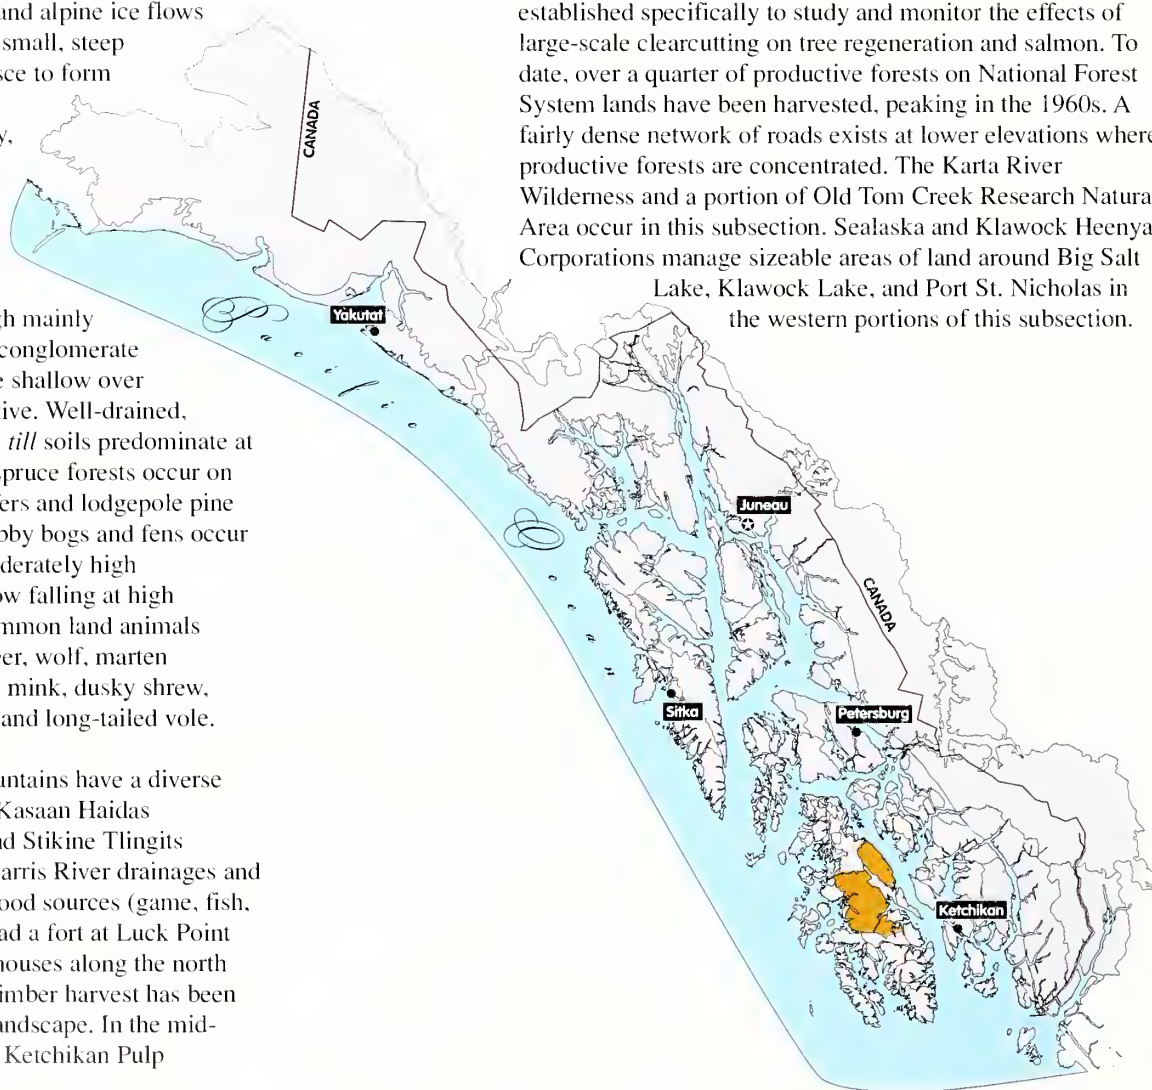 and alpine ice flows
small, steep
sce to form
y,
gh mainly
conglomerate
e shallow over
tive. Well-drained,
till soils predominate at
spruce forests occur on
fers and lodgepole pine
bby bogs and fens occur
derately high
ow falling at high
mmon land animals
eer, wolf, marten
mink, dusky shrew,
and long-tailed vole.
untains have a diverse
Kasaan Haidas
nd Stikine Tlingits
arris River drainages and
ood sources (game, fish,
ad a fort at Luck Point
houses along the north
imber harvest has been
andscape. In the mid-
Ketchikan Pulp
established specifically to study and monitor the effects of
large-scale clearcutting on tree regeneration and salmon. To
date, over a quarter of productive forests on National Forest
System lands have been harvested, peaking in the 1960s. A
fairly dense network of roads exists at lower elevations where
productive forests are concentrated. The Karta River
Wilderness and a portion of Old Tom Creek Research Natura
Area occur in this subsection. Sealaska and Klawock Heenya
Corporations manage sizeable areas of land around Big Salt
Lake, Klawock Lake, and Port St. Nicholas in
the western portions of this subsection.
CANADA
Yakutat
Pacific
Ocean
Juneau
CANADA
Sitka
Petersburg
Ketchikan